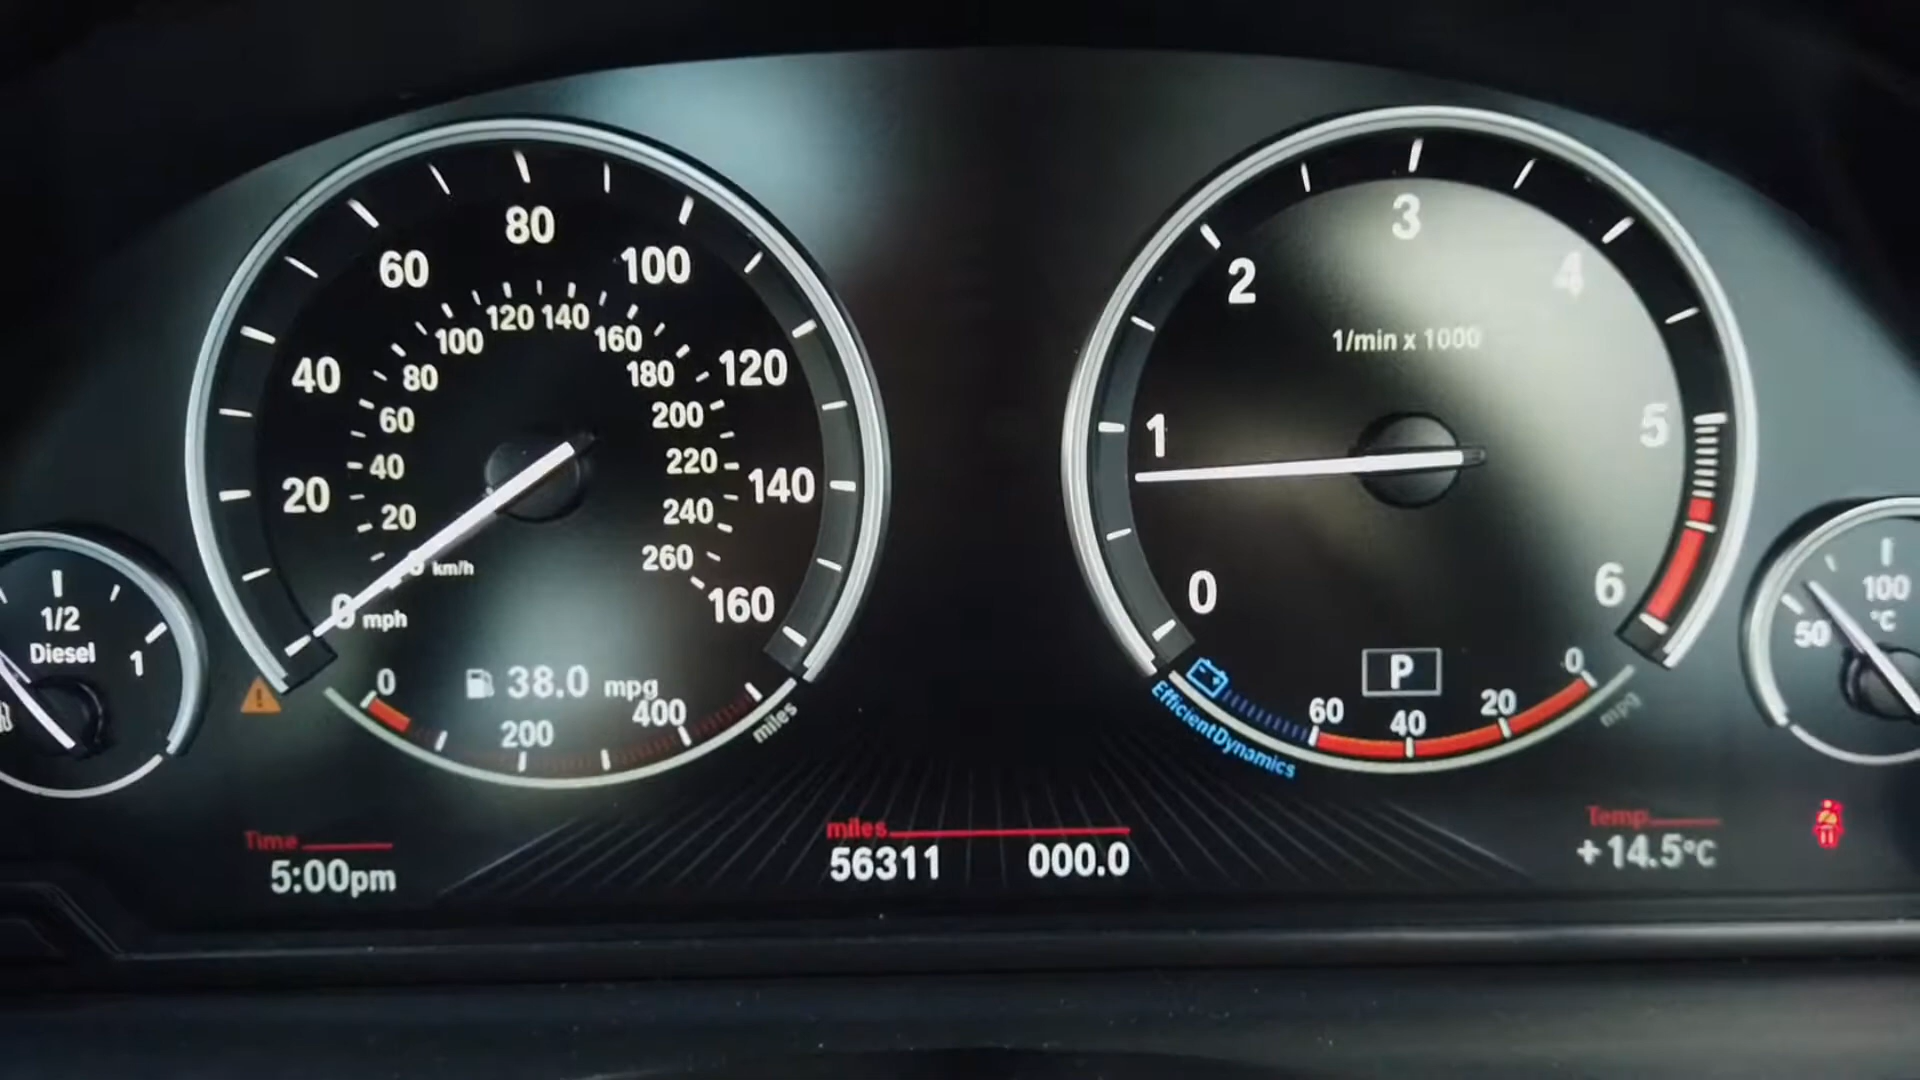 80
60
100
120 140
100
160
40
80
180
120
60
200
40
220
20
140
20
240
260
km/h
0 mph
160
0
38.0 mpg
400
200
miles
1/2
Diesel
1
3
2
4
1/min x 1000
1
5
0
6
P
0
60
20
40
mpg
EfficientDynamics
100
°C
50
Time
5:00pm
miles
56311 000.0
Temp
+14.5°C